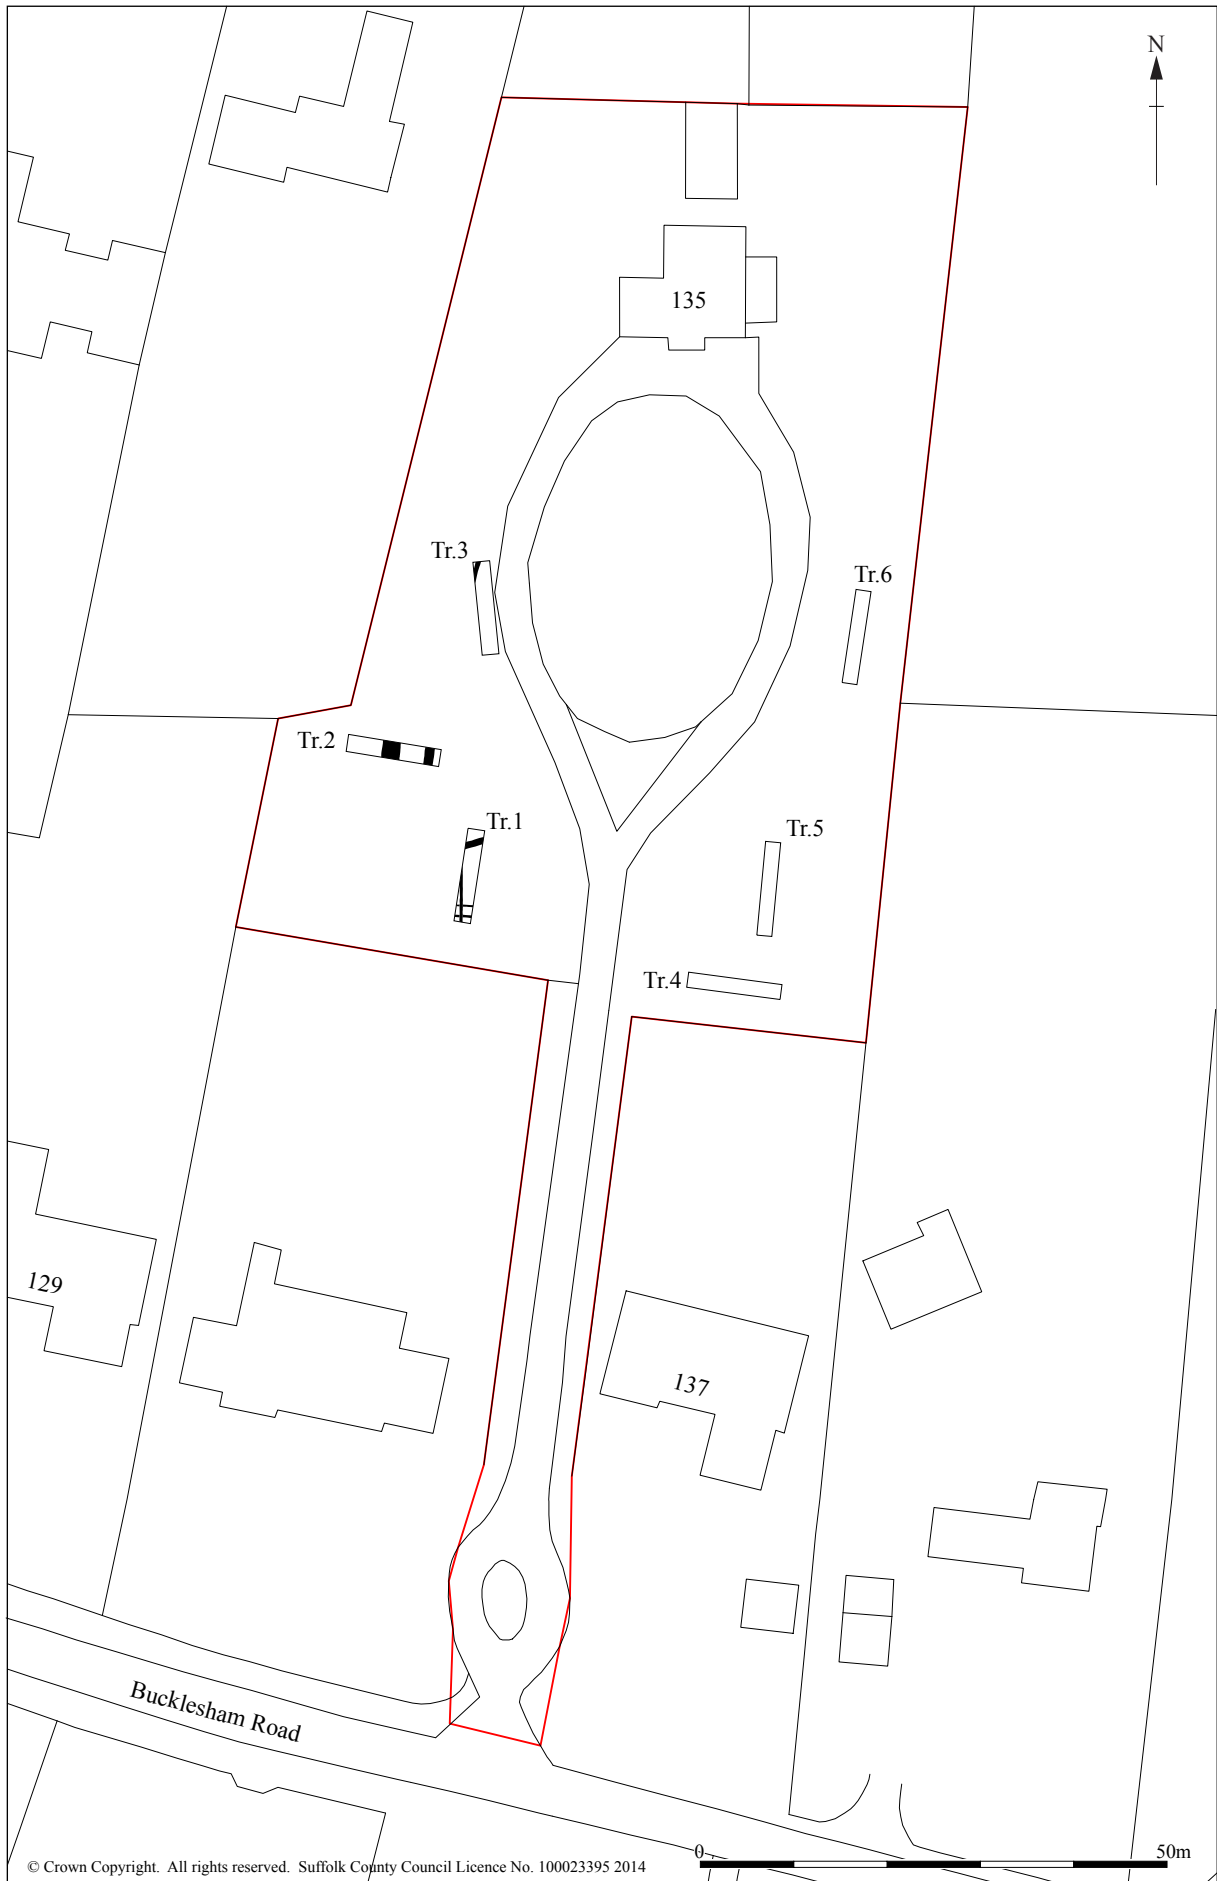 N
135
Tr.3
Tr.6
Tr.2
Tr.1
Tr.5
Tr.4
129
137
Bucklesham Road
0 50m
© Crown Copyright. All rights reserved. Suffolk County Council Licence No. 100023395 2014